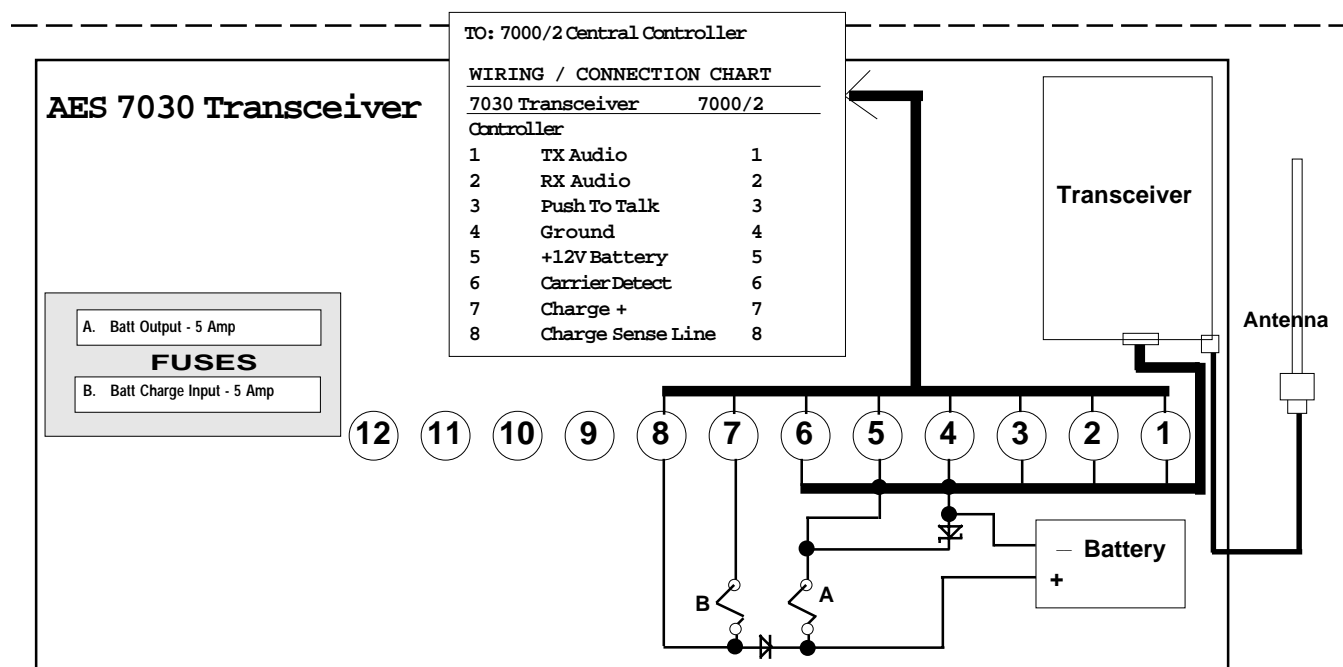 TO: 7000/2 Central Controller
WIRING / CONNECTION CHART
7030 Transceiver 7000/2
Controller
1 TX Audio 1
2 RX Audio 2
3 Push To Talk 3
4 Ground 4
5 +12V Battery 5
6 Carrier Detect 6
7 Charge + 7
8 Charge Sense Line 8
AES 7030 Transceiver
Transceiver
Antenna
A. Batt Output - 5 Amp
FUSES
B. Batt Charge Input - 5 Amp
12 11 10 9 8 7 6 5 4 3 2 1
B
A
– Battery
+